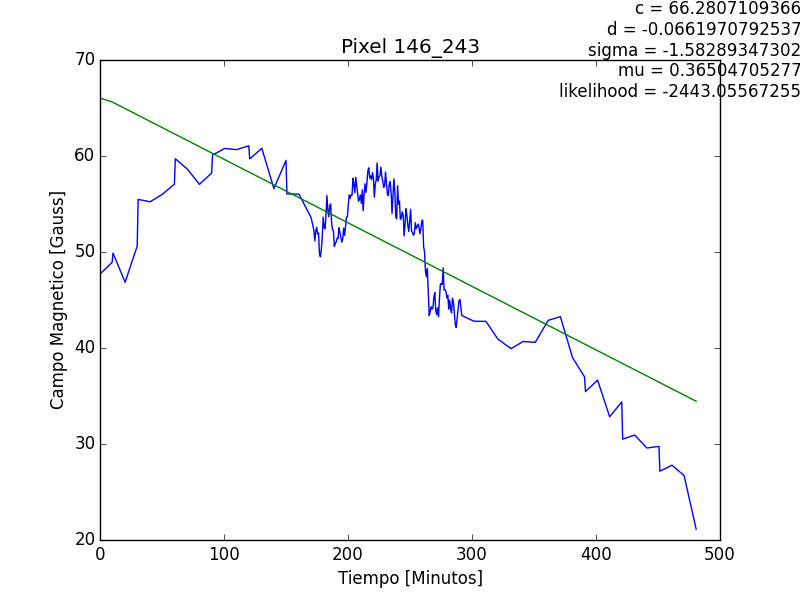 c = 66.2807109366
d = -0.0661970792537
sigma = -1.58289347302
mu = 0.36504705277
likelihood = -2443.05567255
Pixel 146_243
70
60
50
40
30
20
Campo Magnetico [Gauss]
0 100 200 300 400 500
Tiempo [Minutos]